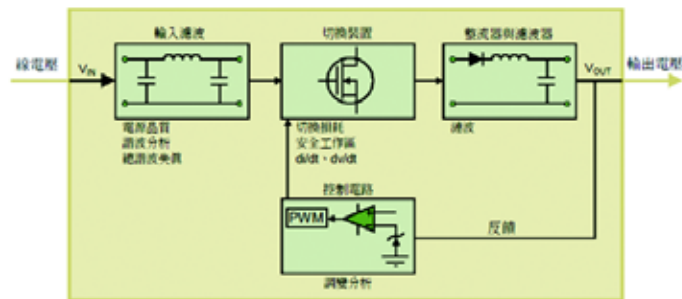 輸入濾波
切換裝置
整流器與濾波器
線電壓
VIN
VOUT
輸出電壓
電源品質
諧波分析
總諧波失真
切換損耗
安全工作區
di/dt、dv/dt
濾波
控制電路
PWM
反饋
調變分析